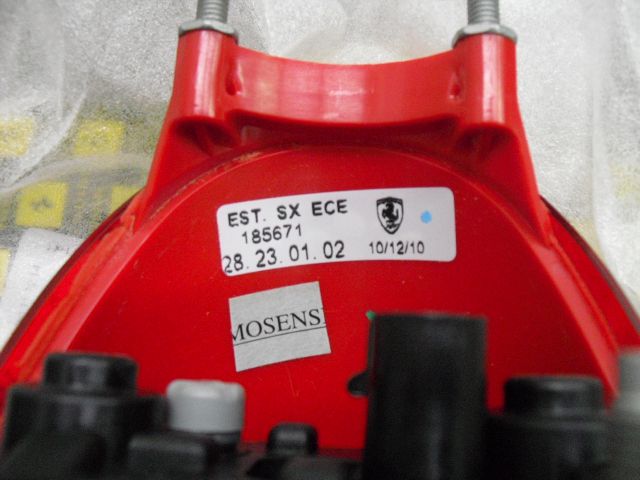 EST. SX ECE
185671
28. 23. 01. 02
10/12/10
MOSENS